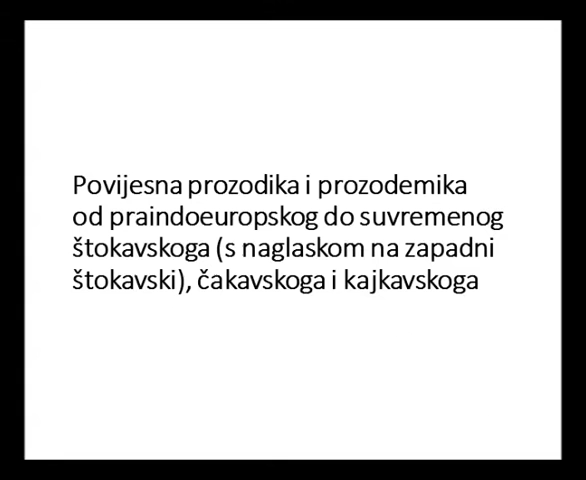 Povijesna prozodika i prozodemika
od praindoeuropskog do suvremenog
štokavskoga (s naglaskom na zapadni
štokavski), čakavskoga i kajkavskoga